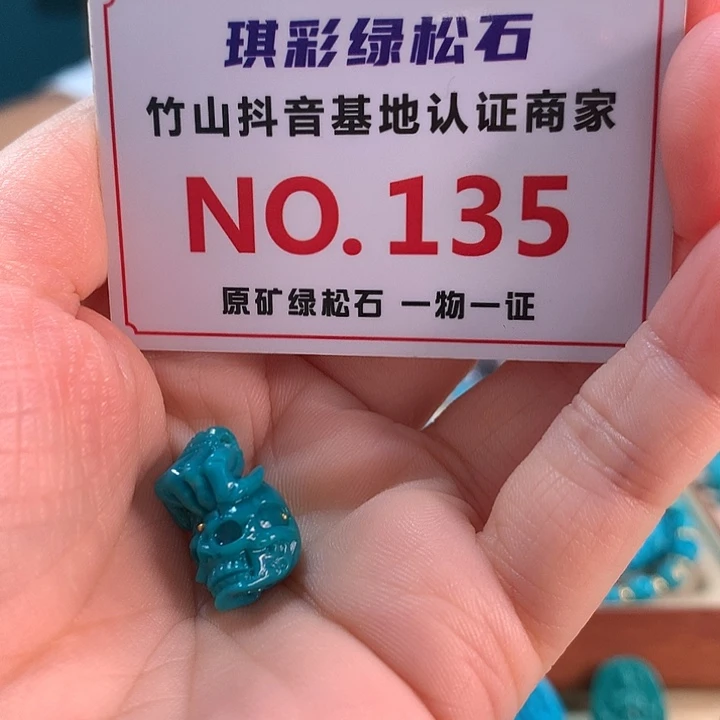 琪彩绿松石
竹山抖音基地认证商家
NO.135
原矿绿松石 一物一证